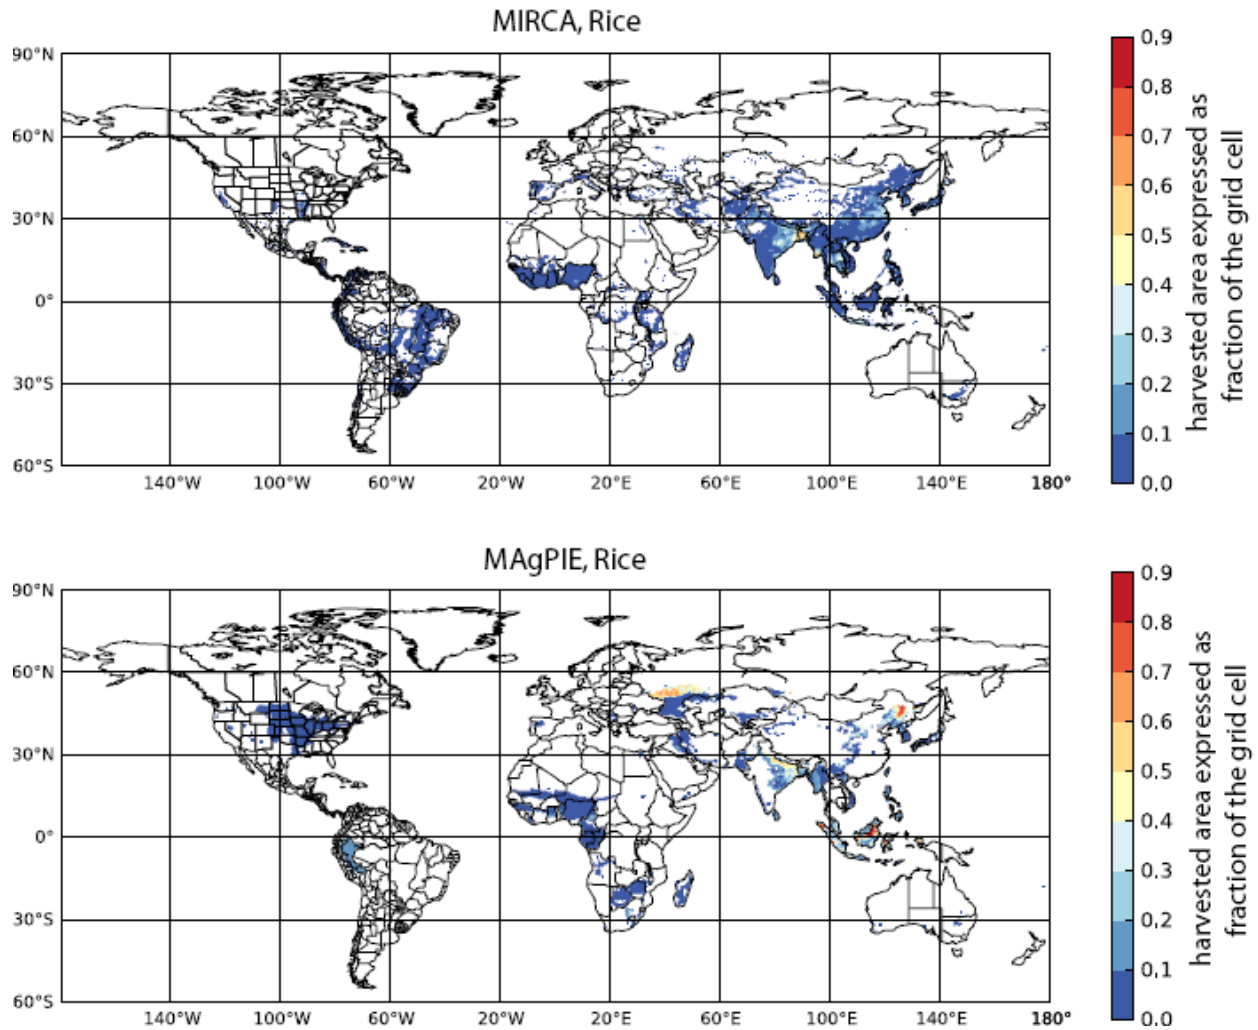 MIRCA, Rice
90°N
60°N
30°N
0°
30°S
60°S
140°W 100°W 60°W 20°W 20°E 60°E 100°E 140°E 180°
0.9
0.8
0.7
0.6
0.5
0.4
0.3
0.2
0.1
0.0
harvested area expressed as
fraction of the grid cell
MAgPIE, Rice
90°N
60°N
30°N
0°
30°S
60°S
140°W 100°W 60°W 20°W 20°E 60°E 100°E 140°E 180°
0.9
0.8
0.7
0.6
0.5
0.4
0.3
0.2
0.1
0.0
harvested area expressed as
fraction of the grid cell